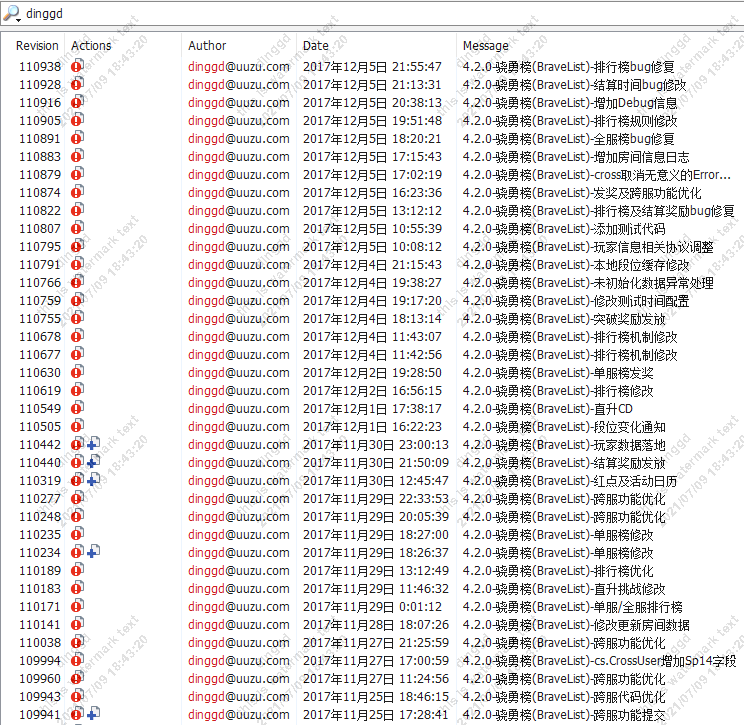 dinggd
Revision Actions Author Date Message
110938 dinggd@uuzu.com 2017年12月5日 21:55:47 4.2.0-骁勇榜(BraveList)-排行榜bug修复
110928 dinggd@uuzu.com 2017年12月5日 21:13:31 4.2.0-骁勇榜(BraveList)-结算时间bug修改
110916 dinggd@uuzu.com 2017年12月5日 20:38:13 4.2.0-骁勇榜(BraveList)-增加Debug信息
110905 dinggd@uuzu.com 2017年12月5日 19:51:48 4.2.0-骁勇榜(BraveList)-排行榜规则修改
110891 dinggd@uuzu.com 2017年12月5日 18:20:21 4.2.0-骁勇榜(BraveList)-全服榜bug修复
110883 dinggd@uuzu.com 2017年12月5日 17:15:43 4.2.0-骁勇榜(BraveList)-增加房间信息日志
110879 dinggd@uuzu.com 2017年12月5日 17:02:19 4.2.0-骁勇榜(BraveList)-cross取消无意义的Error...
110874 dinggd@uuzu.com 2017年12月5日 16:23:36 4.2.0-骁勇榜(BraveList)-发奖及跨服功能优化
110822 dinggd@uuzu.com 2017年12月5日 13:12:12 4.2.0-骁勇榜(BraveList)-排行榜及结算奖励bug修复
110807 dinggd@uuzu.com 2017年12月5日 10:55:39 4.2.0-骁勇榜(BraveList)-添加测试代码
110795 dinggd@uuzu.com 2017年12月5日 10:08:12 4.2.0-骁勇榜(BraveList)-玩家信息相关协议调整
110791 dinggd@uuzu.com 2017年12月4日 21:15:43 4.2.0-骁勇榜(BraveList)-本地段位缓存修改
110766 dinggd@uuzu.com 2017年12月4日 19:38:27 4.2.0-骁勇榜(BraveList)-未初始化数据异常处理
110759 dinggd@uuzu.com 2017年12月4日 19:17:20 4.2.0-骁勇榜(BraveList)-修改测试时间配置
110755 dinggd@uuzu.com 2017年12月4日 18:13:14 4.2.0-骁勇榜(BraveList)-突破奖励发放
110678 dinggd@uuzu.com 2017年12月4日 11:43:07 4.2.0-骁勇榜(BraveList)-排行榜机制修改
110677 dinggd@uuzu.com 2017年12月4日 11:42:56 4.2.0-骁勇榜(BraveList)-排行榜机制修改
110630 dinggd@uuzu.com 2017年12月2日 19:28:50 4.2.0-骁勇榜(BraveList)-单服榜发奖
110619 dinggd@uuzu.com 2017年12月2日 16:56:15 4.2.0-骁勇榜(BraveList)-排行榜修改
110549 dinggd@uuzu.com 2017年12月1日 17:38:17 4.2.0-骁勇榜(BraveList)-直升CD
110505 dinggd@uuzu.com 2017年12月1日 16:22:23 4.2.0-骁勇榜(BraveList)-段位变化通知
110442 dinggd@uuzu.com 2017年11月30日 23:00:13 4.2.0-骁勇榜(BraveList)-玩家数据落地
110440 dinggd@uuzu.com 2017年11月30日 21:50:09 4.2.0-骁勇榜(BraveList)-结算奖励发放
110319 dinggd@uuzu.com 2017年11月30日 12:45:47 4.2.0-骁勇榜(BraveList)-红点及活动日历
110277 dinggd@uuzu.com 2017年11月29日 22:33:53 4.2.0-骁勇榜(BraveList)-跨服功能优化
110248 dinggd@uuzu.com 2017年11月29日 20:05:39 4.2.0-骁勇榜(BraveList)-跨服功能优化
110235 dinggd@uuzu.com 2017年11月29日 18:27:00 4.2.0-骁勇榜(BraveList)-单服榜修改
110234 dinggd@uuzu.com 2017年11月29日 18:26:37 4.2.0-骁勇榜(BraveList)-单服榜修改
110189 dinggd@uuzu.com 2017年11月29日 13:12:49 4.2.0-骁勇榜(BraveList)-排行榜优化
110183 dinggd@uuzu.com 2017年11月29日 11:46:32 4.2.0-骁勇榜(BraveList)-直升挑战修改
110171 dinggd@uuzu.com 2017年11月29日 0:01:12 4.2.0-骁勇榜(BraveList)-单服/全服排行榜
110141 dinggd@uuzu.com 2017年11月28日 18:07:26 4.2.0-骁勇榜(BraveList)-修改更新房间数据
110038 dinggd@uuzu.com 2017年11月27日 21:25:59 4.2.0-骁勇榜(BraveList)-跨服功能优化
109994 dinggd@uuzu.com 2017年11月27日 17:00:59 4.2.0-骁勇榜(BraveList)-cs.CrossUser增加Sp14字段
109960 dinggd@uuzu.com 2017年11月27日 11:24:56 4.2.0-骁勇榜(BraveList)-跨服功能优化
109943 dinggd@uuzu.com 2017年11月25日 18:46:15 4.2.0-骁勇榜(BraveList)-跨服代码优化
109941 dinggd@uuzu.com 2017年11月25日 17:28:41 4.2.0-骁勇榜(BraveList)-跨服功能提交
dinggd
this is watermark text
2021/07/09 18:43:20